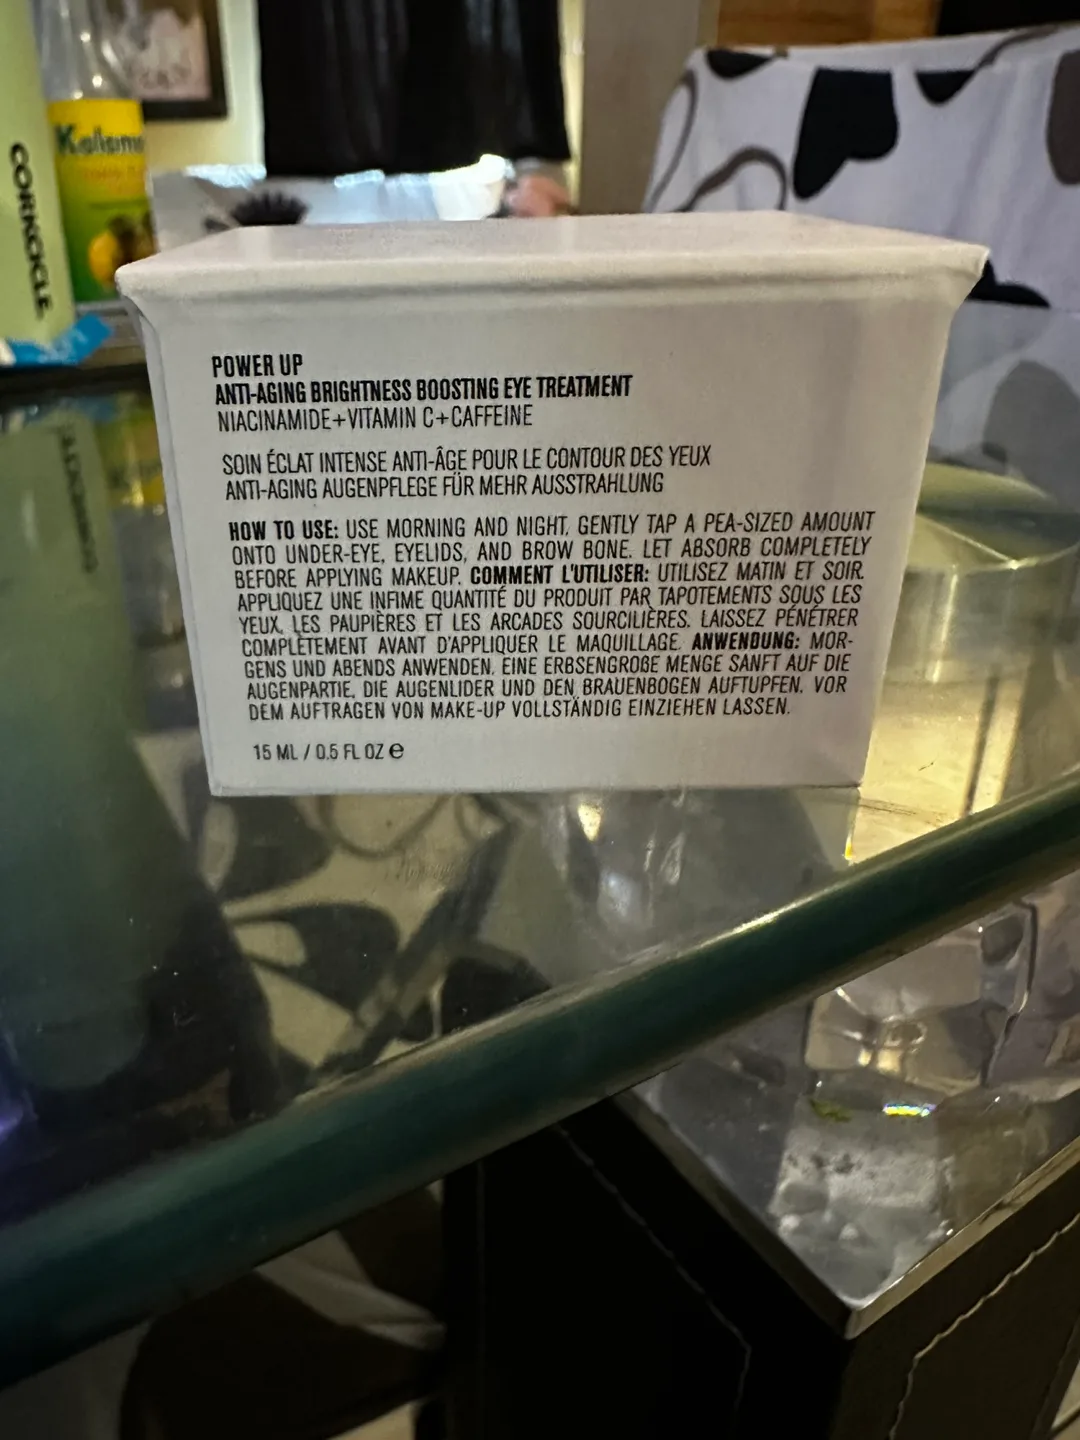 CORKCICLE.
POWER UP
ANTI-AGING BRIGHTNESS BOOSTING EYE TREATMENT
NIACINAMIDE+VITAMIN C+CAFFEINE
SOIN ÉCLAT INTENSE ANTI-ÂGE POUR LE CONTOUR DES YEUX
ANTI-AGING AUGENPFLEGE FÜR MEHR AUSSTRAHLUNG
HOW TO USE: USE MORNING AND NIGHT, GENTLY TAP A PEA-SIZED AMOUNT
ONTO UNDER-EYE, EYELIDS, AND BROW BONE. LET ABSORB COMPLETELY
BEFORE APPLYING MAKEUP. COMMENT L'UTILISER: UTILISEZ MATIN ET SOIR.
APPLIQUEZ UNE INFIME QUANTITÉ DU PRODUIT PAR TAPOTEMENTS SOUS LES
YEUX, LES PAUPIÈRES ET LES ARCADES SOURCILIÈRES. LAISSEZ PÉNÉTRER
COMPLÈTEMENT AVANT D'APPLIQUER LE MAQUILLAGE. ANWENDUNG: MOR-
GENS UND ABENDS ANWENDEN. EINE ERBSENGROßE MENGE SANFT AUF DIE
AUGENPARTIE, DIE AUGENLIDER UND DEN BRAUENBOGEN AUFTUPFEN. VOR
DEM AUFTRAGEN VON MAKE-UP VOLLSTÄNDIG EINZIEHEN LASSEN.
15 ML / 0.5 FL OZ ℮